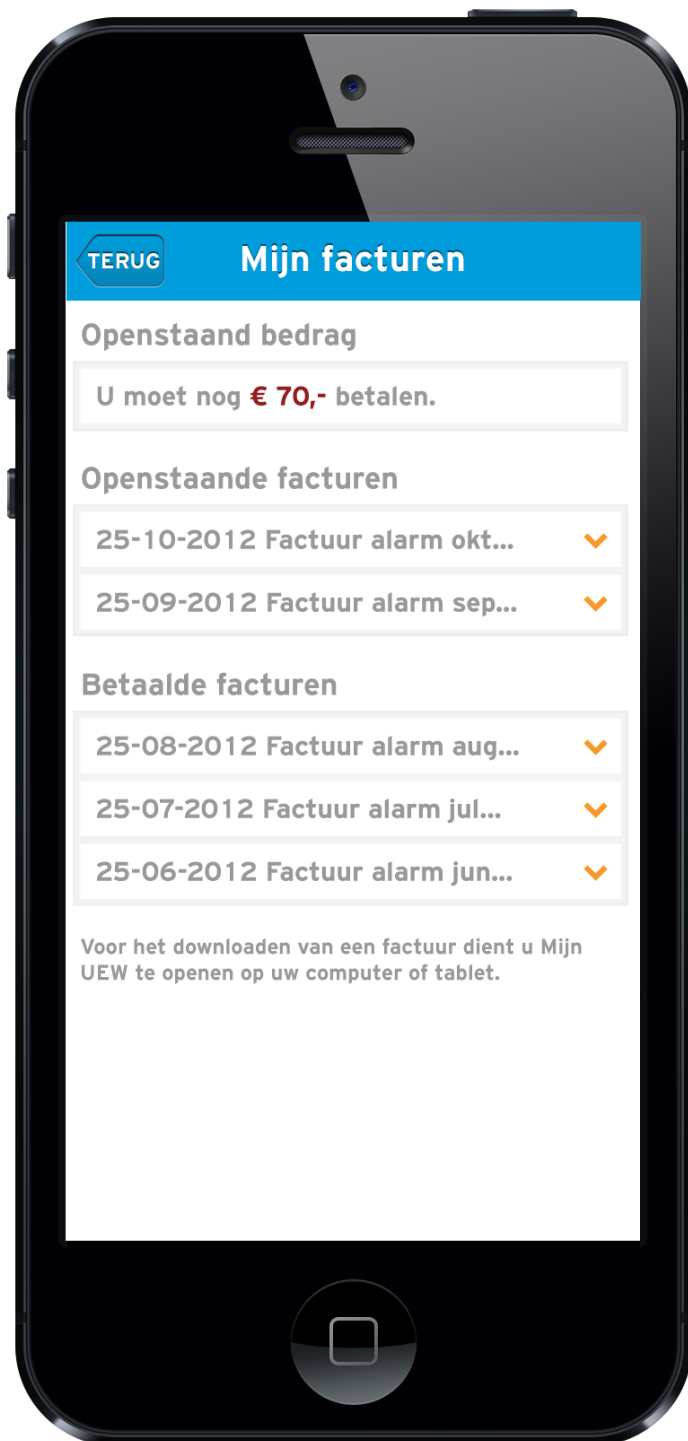 TERUG
Mijn facturen
Openstaand bedrag
U moet nog € 70,- betalen.
Openstaande facturen
25-10-2012 Factuur alarm okt...
25-09-2012 Factuur alarm sep...
Betaalde facturen
25-08-2012 Factuur alarm aug...
25-07-2012 Factuur alarm jul...
25-06-2012 Factuur alarm jun...
Voor het downloaden van een factuur dient u Mijn
UEW te openen op uw computer of tablet.